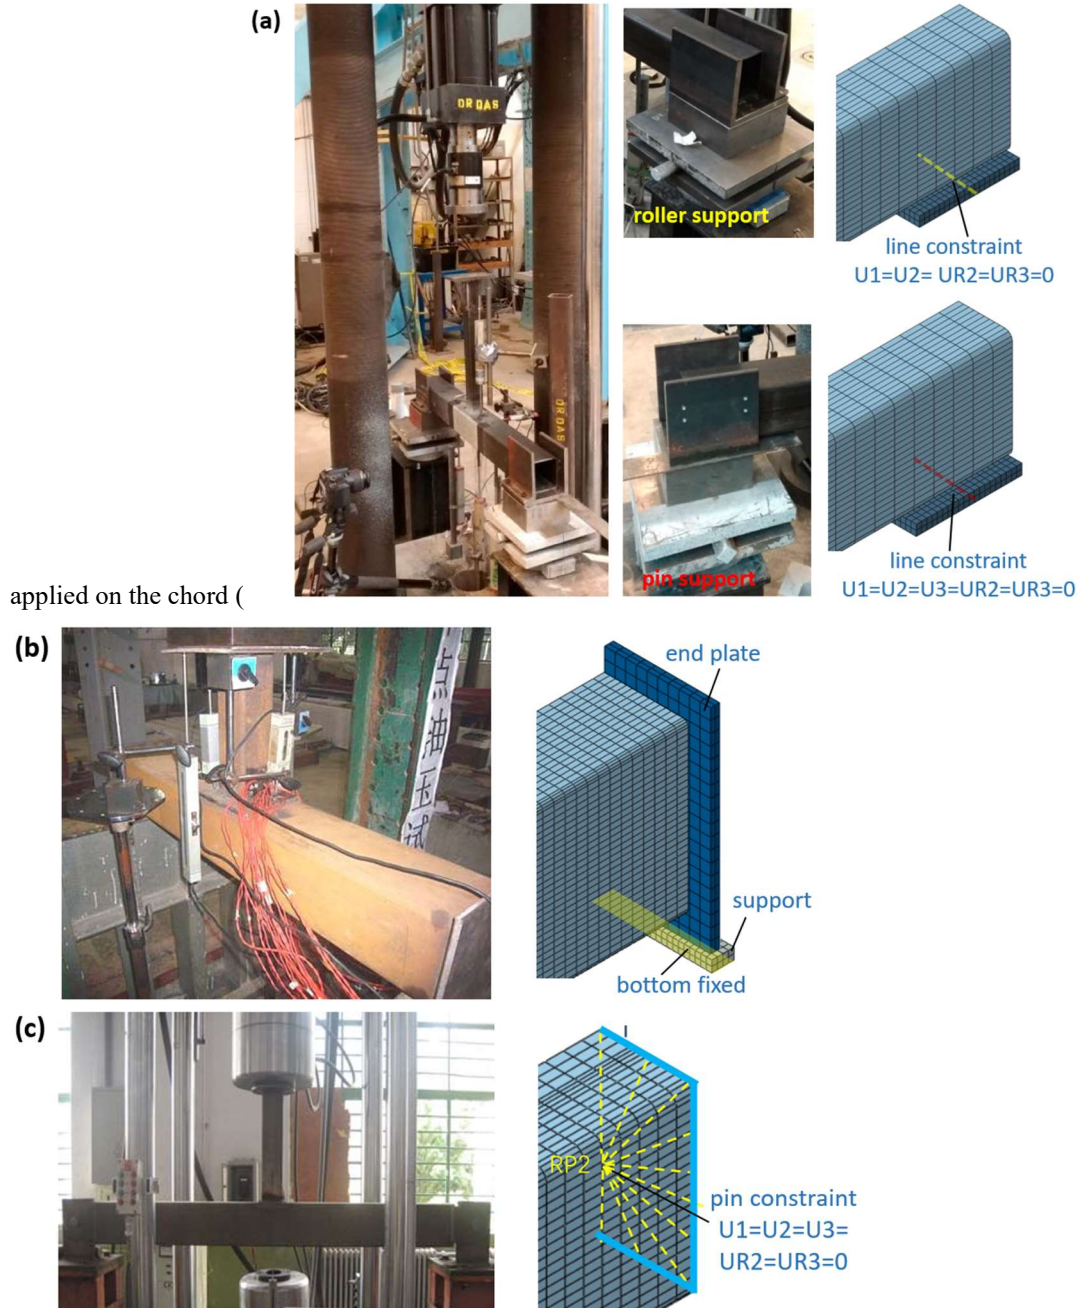 (a)
DR DAS
DR DAS
roller support
line constraint
U1=U2= UR2=UR3=0
pin support
line constraint
U1=U2=U3=UR2=UR3=0
applied on the chord (
(b)
end plate
support
bottom fixed
(c)
RP2
pin constraint
U1=U2=U3=
UR2=UR3=0